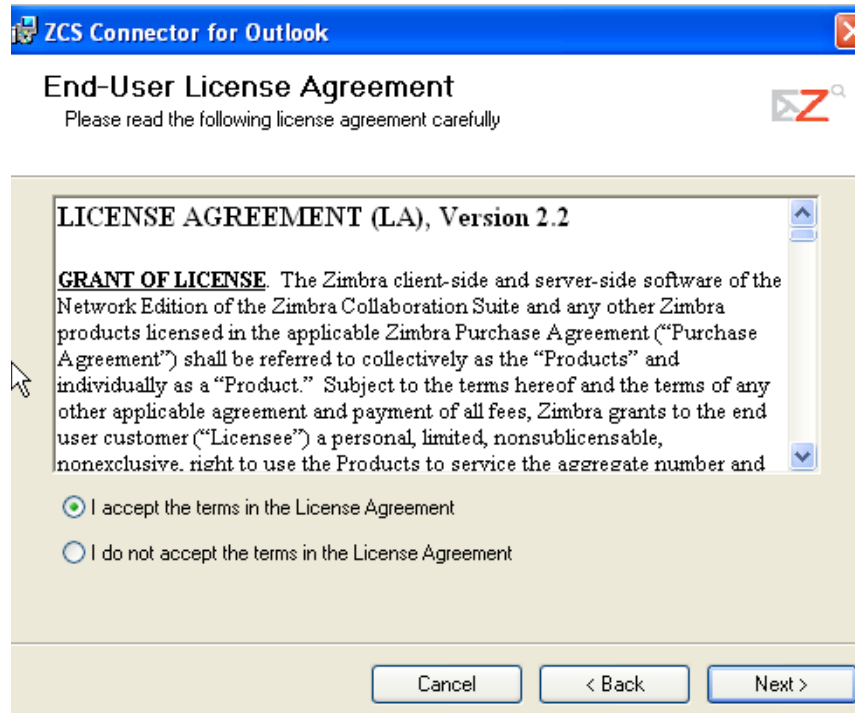 ZCS Connector for Outlook
End-User License Agreement
Please read the following license agreement carefully
Z
LICENSE AGREEMENT (LA), Version 2.2
GRANT OF LICENSE. The Zimbra client-side and server-side software of the
Network Edition of the Zimbra Collaboration Suite and any other Zimbra
products licensed in the applicable Zimbra Purchase Agreement (“Purchase
Agreement”) shall be referred to collectively as the “Products” and
individually as a “Product.” Subject to the terms hereof and the terms of any
other applicable agreement and payment of all fees, Zimbra grants to the end
user customer (“Licensee”) a personal, limited, nonsublicensable,
nonexclusive, right to use the Products to service the aggregate number and
I accept the terms in the License Agreement
I do not accept the terms in the License Agreement
Cancel
< Back
Next >